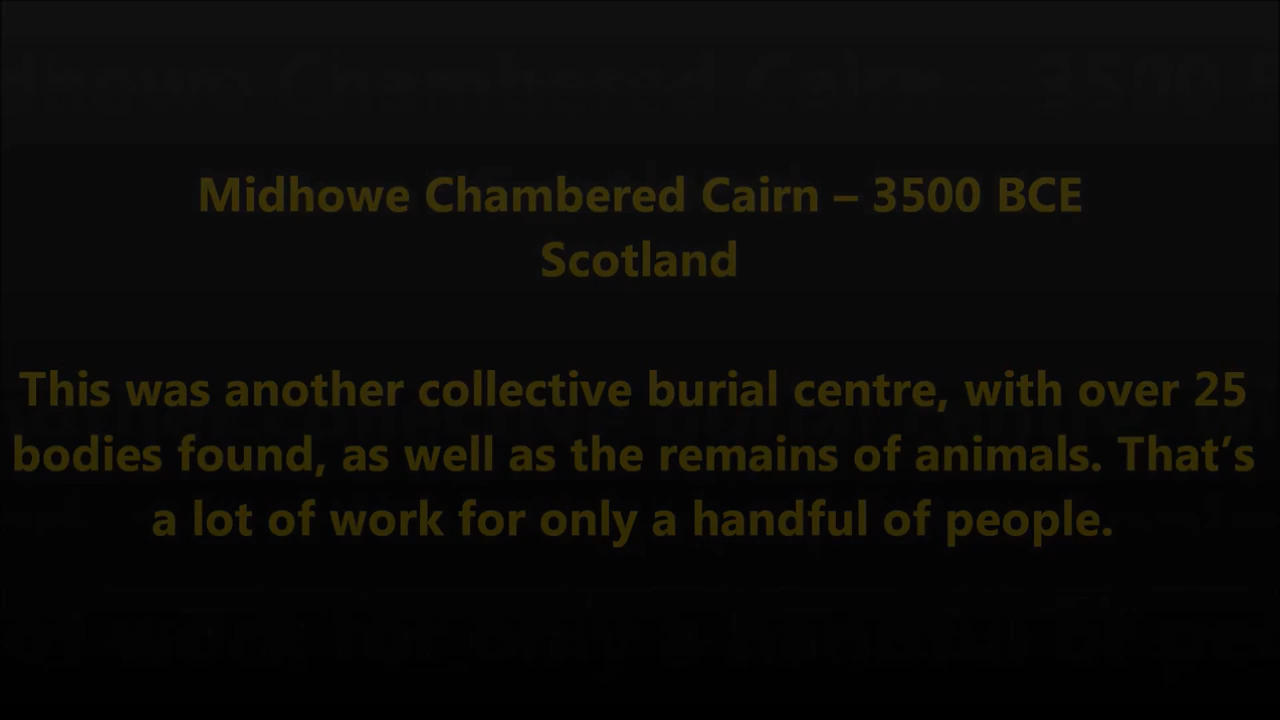 Midhowe Chambered Cairn – 3500 BCE
Scotland
This was another collective burial centre, with over 25
bodies found, as well as the remains of animals. That’s
a lot of work for only a handful of people.